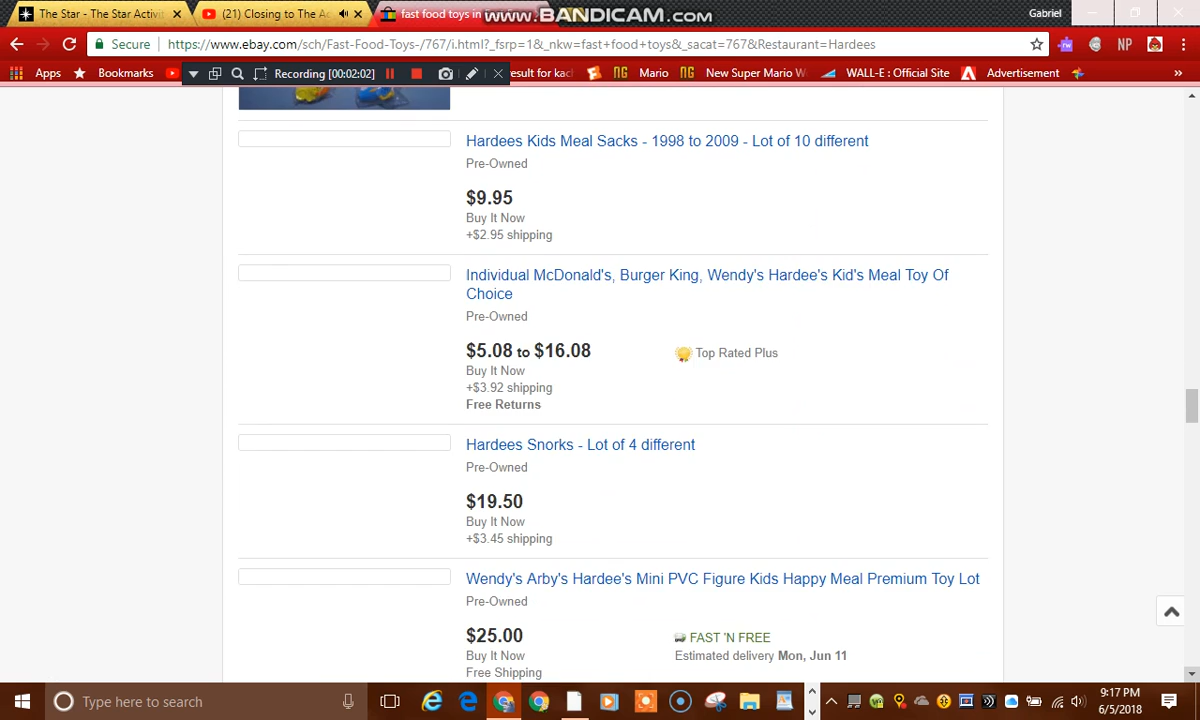 The Star - The Star Activi
(21) Closing to The Ac
fast food toys in
www.BANDICAM.com
Gabriel
Secure
https://www.ebay.com/sch/Fast-Food-Toys-/767/i.html?_fsrp=1&_nkw=fast+food+toys&_sacat=767&Restaurant=Hardees
Apps
Bookmarks
Recording [00:02:02]
esult for kac
Mario
New Super Mario W
WALL-E : Official Site
Advertisement
»
Hardees Kids Meal Sacks - 1998 to 2009 - Lot of 10 different
Pre-Owned
$9.95
Buy It Now
+$2.95 shipping
Individual McDonald's, Burger King, Wendy's Hardee's Kid's Meal Toy Of
Choice
Pre-Owned
$5.08 to $16.08
Top Rated Plus
Buy It Now
+$3.92 shipping
Free Returns
Hardees Snorks - Lot of 4 different
Pre-Owned
$19.50
Buy It Now
+$3.45 shipping
Wendy's Arby's Hardee's Mini PVC Figure Kids Happy Meal Premium Toy Lot
Pre-Owned
$25.00
FAST 'N FREE
Buy It Now
Estimated delivery Mon, Jun 11
Free Shipping
Type here to search
9:17 PM
6/5/2018